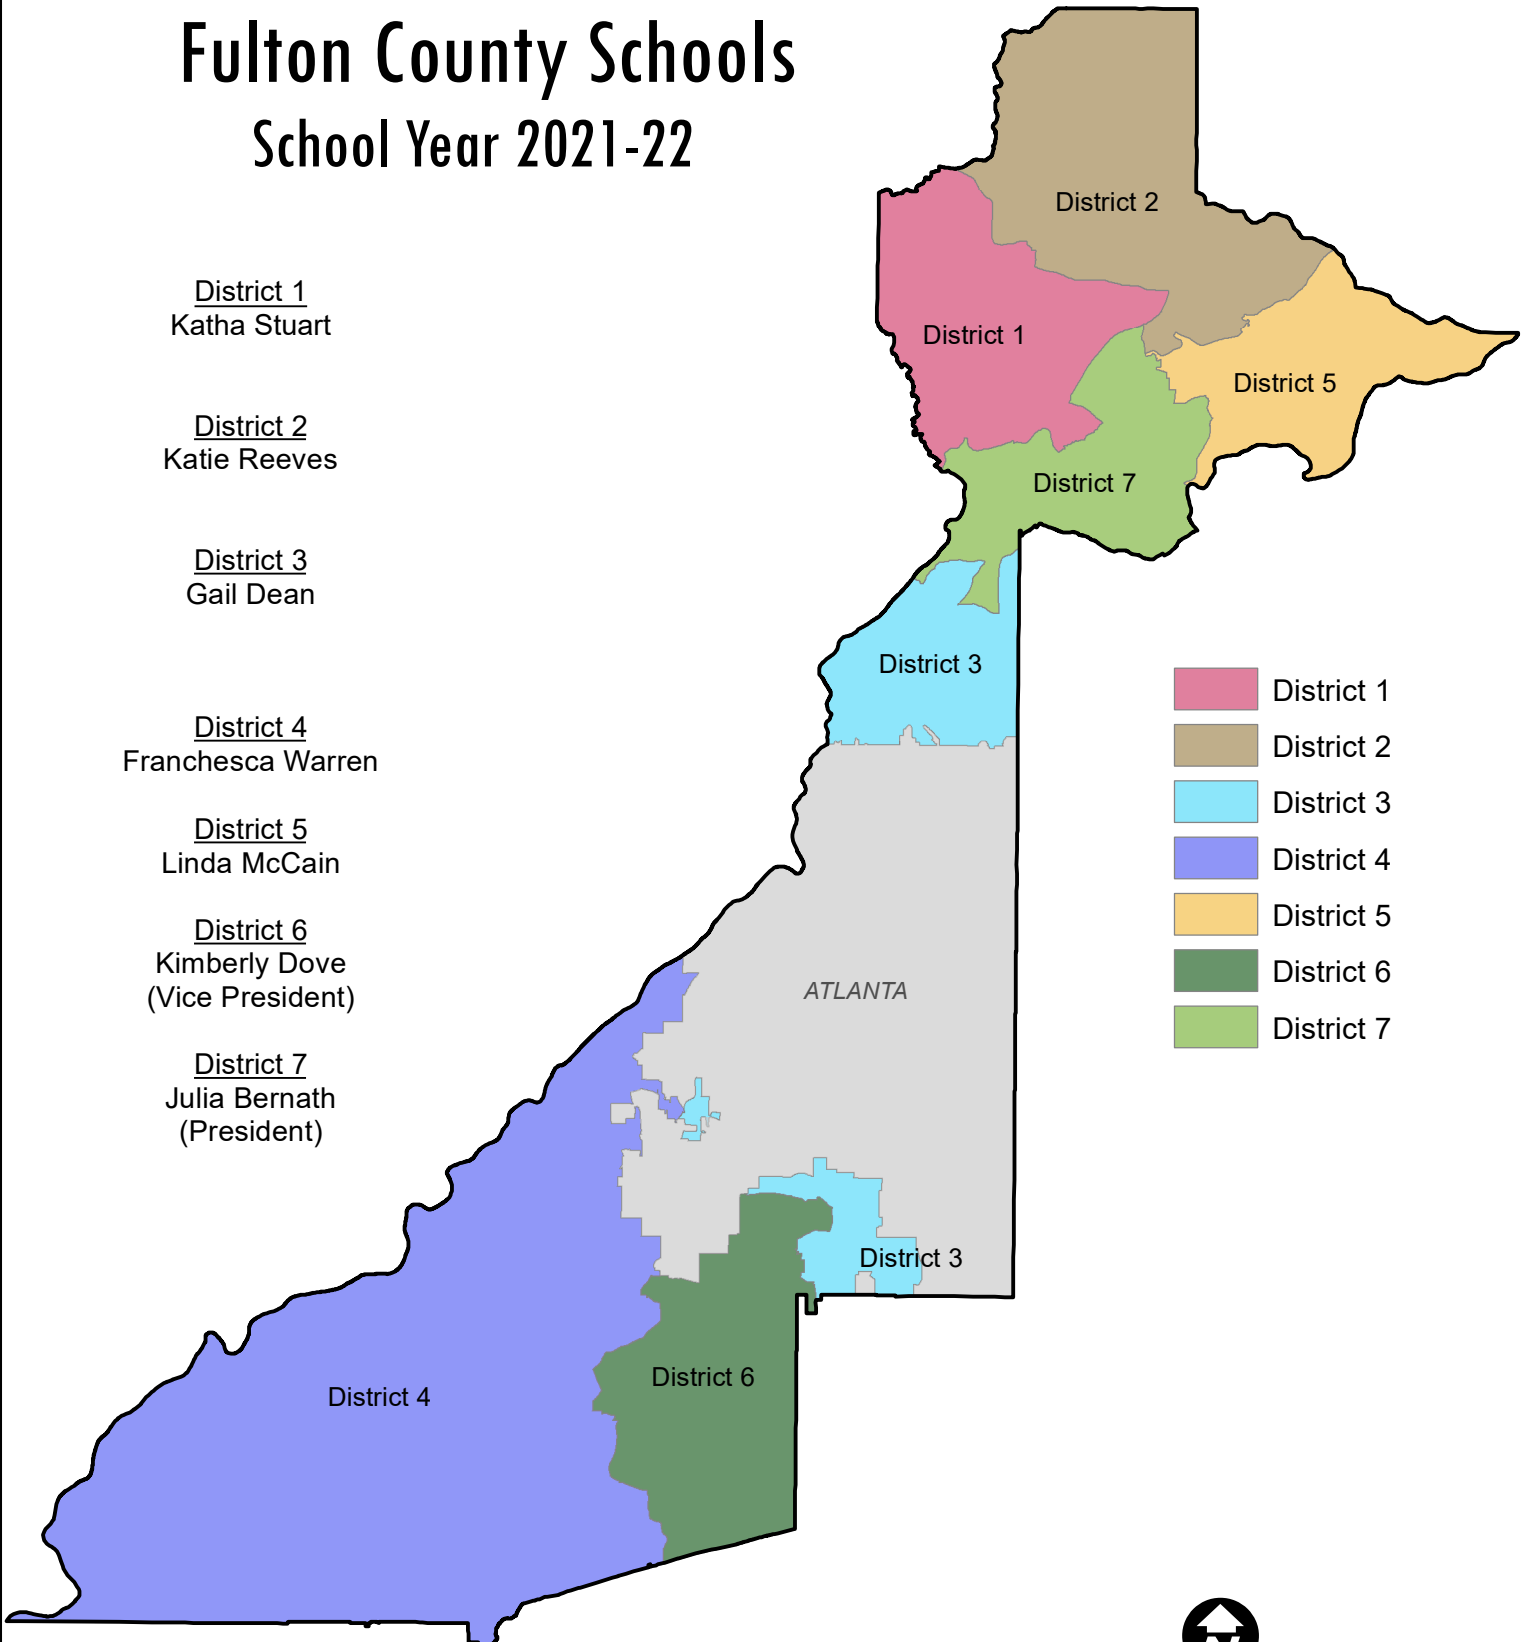 Fulton County Schools
School Year 2021-22
District 1
Katha Stuart
District 2
Katie Reeves
District 3
Gail Dean
District 4
Franchesca Warren
District 5
Linda McCain
District 6
Kimberly Dove
(Vice President)
District 7
Julia Bernath
(President)
District 2
District 1
District 5
District 7
District 3
ATLANTA
District 3
District 6
District 4
District 1
District 2
District 3
District 4
District 5
District 6
District 7